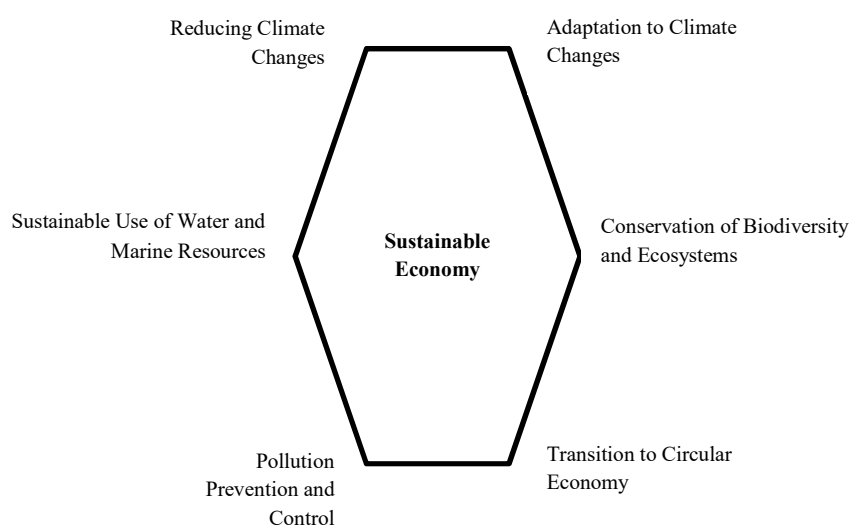 Reducing Climate
Changes
Adaptation to Climate
Changes
Sustainable Use of Water and
Marine Resources
Sustainable
Economy
Conservation of Biodiversity
and Ecosystems
Pollution
Prevention and
Control
Transition to Circular
Economy